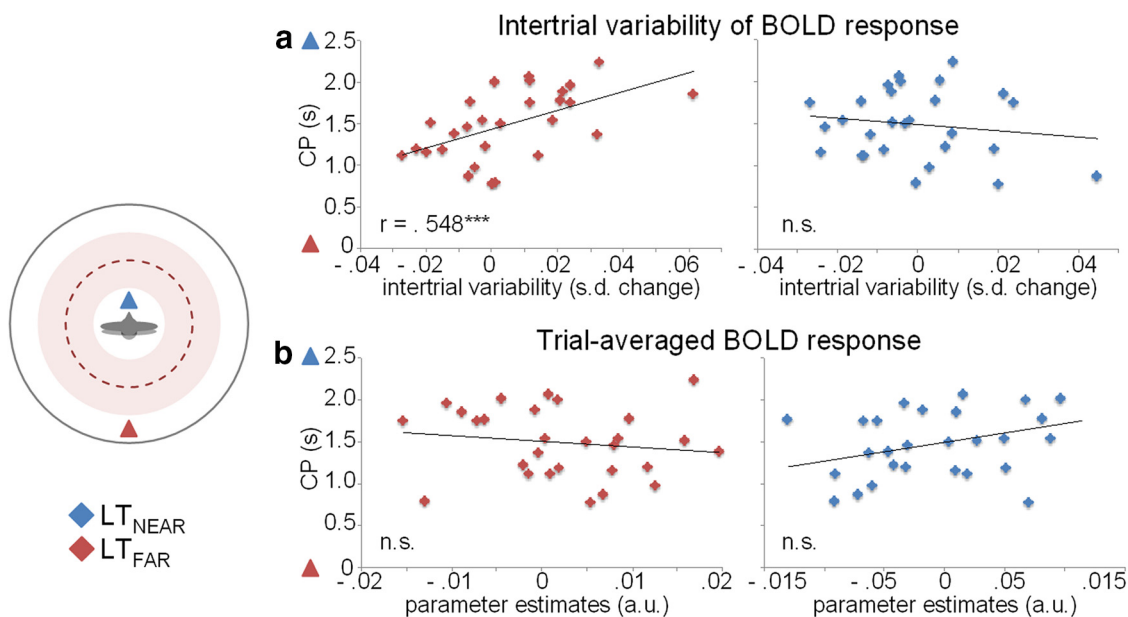 a
Intertrial variability of BOLD response
CP (s)
2.5
2.0
1.5
1.0
0.5
0
r = . 548***
n.s.
- .04 - .02 0 .02 .04 .06
- .04 - .02 0 .02 .04
intertrial variability (s.d. change)
intertrial variability (s.d. change)
b
Trial-averaged BOLD response
CP (s)
2.5
2.0
1.5
1.0
0.5
0
n.s.
n.s.
- .02 - .01 0 .01 .02
- .015 - .05 0 0.05 .015
parameter estimates (a.u.)
parameter estimates (a.u.)
LTNEAR
LTFAR